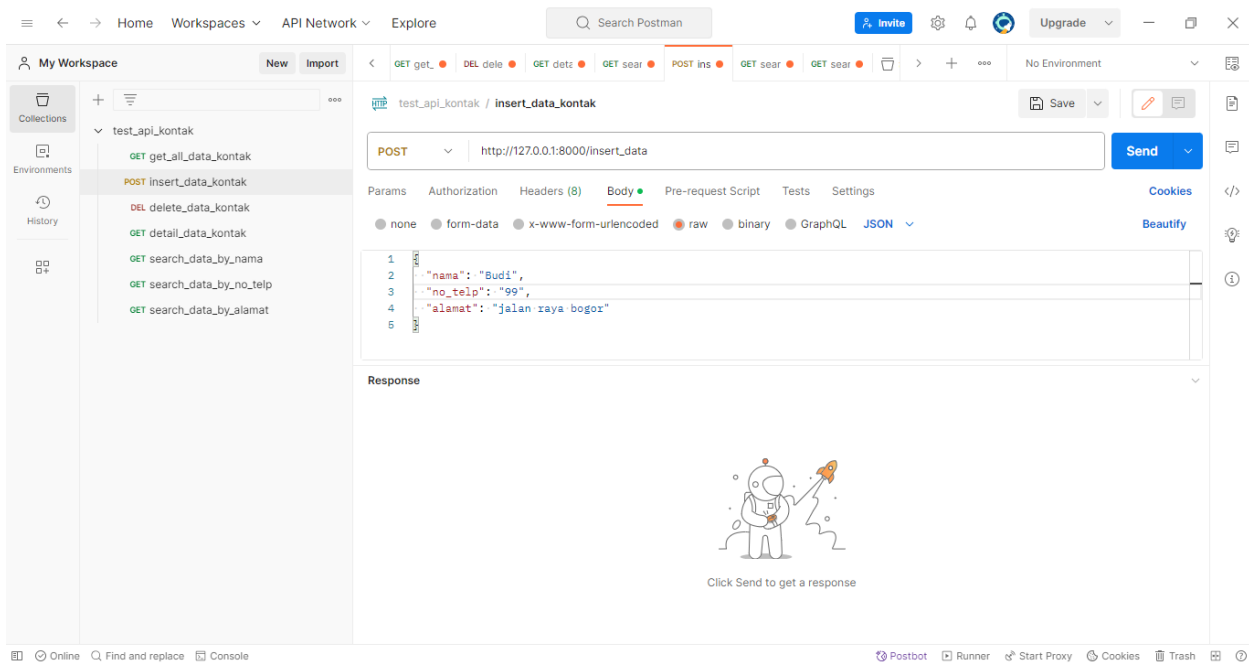 Home Workspaces API Network Explore Search Postman Invite Upgrade
My Workspace New Import GET get_ DEL dele GET deta GET sear POST ins GET sear GET sear No Environment
Collections
Environments
History
test_api_kontak
GET get_all_data_kontak
POST insert_data_kontak
DEL delete_data_kontak
GET detail_data_kontak
GET search_data_by_nama
GET search_data_by_no_telp
GET search_data_by_alamat
HTTP test_api_kontak / insert_data_kontak Save
POST http://127.0.0.1:8000/insert_data Send
Params Authorization Headers (8) Body Pre-request Script Tests Settings Cookies
none form-data x-www-form-urlencoded raw binary GraphQL JSON Beautify
1 {
2 "nama": "Budi",
3 "no_telp": "99",
4 "alamat": "jalan raya bogor"
5 }
Response
Click Send to get a response
Online Find and replace Console Postbot Runner Start Proxy Cookies Trash